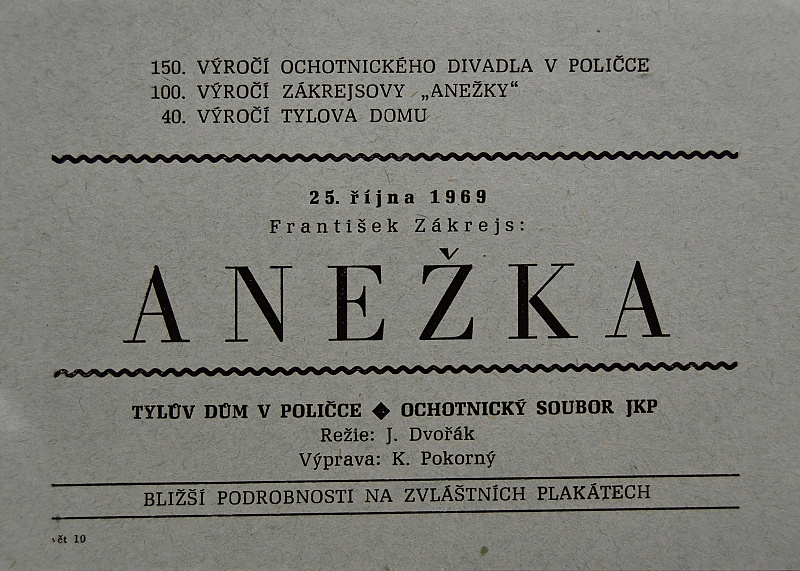 150. VÝROČÍ OCHOTNICKÉHO DIVADLA V POLIČCE
100. VÝROČÍ ZÁKREJSOVY „ANEŽKY“
40. VÝROČÍ TYLOVA DOMU
25. října 1969
František Zákrejs:
ANEŽKA
TYLŮV DŮM V POLIČCE ◆ OCHOTNICKÝ SOUBOR JKP
Režie: J. Dvořák
Výprava: K. Pokorný
BLIŽŠÍ PODROBNOSTI NA ZVLÁŠTNÍCH PLAKÁTECH
10